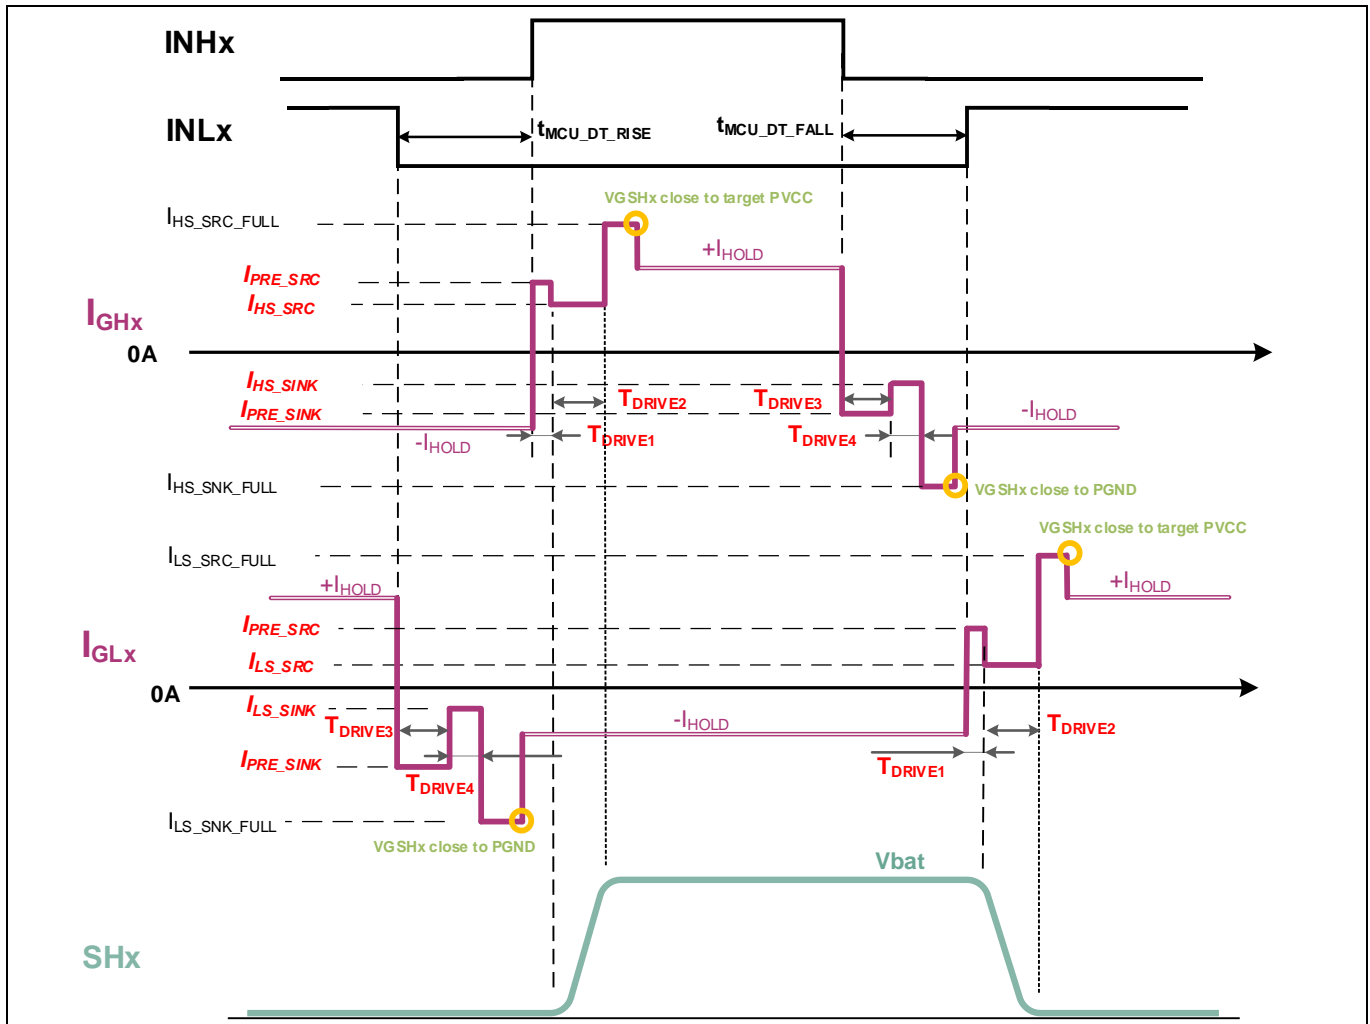 INHx
INLx
tMCU_DT_RISE
tMCU_DT_FALL
VGSHx close to target PVCC
IHS_SRC_FULL
+IHOLD
IPRE_SRC
IHS_SRC
IGHx
0A
IHS_SINK
IPRE_SINK
TDRIVE2
TDRIVE3
-IHOLD
-IHOLD
TDRIVE1
TDRIVE4
IHS_SNK_FULL
VGSHx close to PGND
VGSHx close to target PVCC
ILS_SRC_FULL
+IHOLD
+IHOLD
IPRE_SRC
IGLx
ILS_SRC
0A
ILS_SINK
TDRIVE3
-IHOLD
TDRIVE2
IPRE_SINK
TDRIVE4
TDRIVE1
ILS_SNK_FULL
VGSHx close to PGND
Vbat
SHx